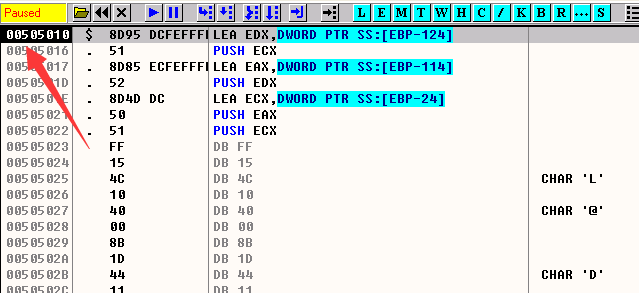 Paused L E M T W H C / K B R ... S
00505010 $ 8D95 DCFEFFFF LEA EDX,DWORD PTR SS:[EBP-124]
00505016 . 51 PUSH ECX
00505017 . 8D85 ECFEFFFF LEA EAX,DWORD PTR SS:[EBP-114]
0050501D . 52 PUSH EDX
0050501E . 8D4D DC LEA ECX,DWORD PTR SS:[EBP-24]
00505021 . 50 PUSH EAX
00505022 . 51 PUSH ECX
00505023 FF DB FF
00505024 15 DB 15
00505025 4C DB 4C CHAR 'L'
00505026 10 DB 10
00505027 40 DB 40 CHAR '@'
00505028 00 DB 00
00505029 8B DB 8B
0050502A 1D DB 1D
0050502B 44 DB 44 CHAR 'D'
0050502C 11 DB 11